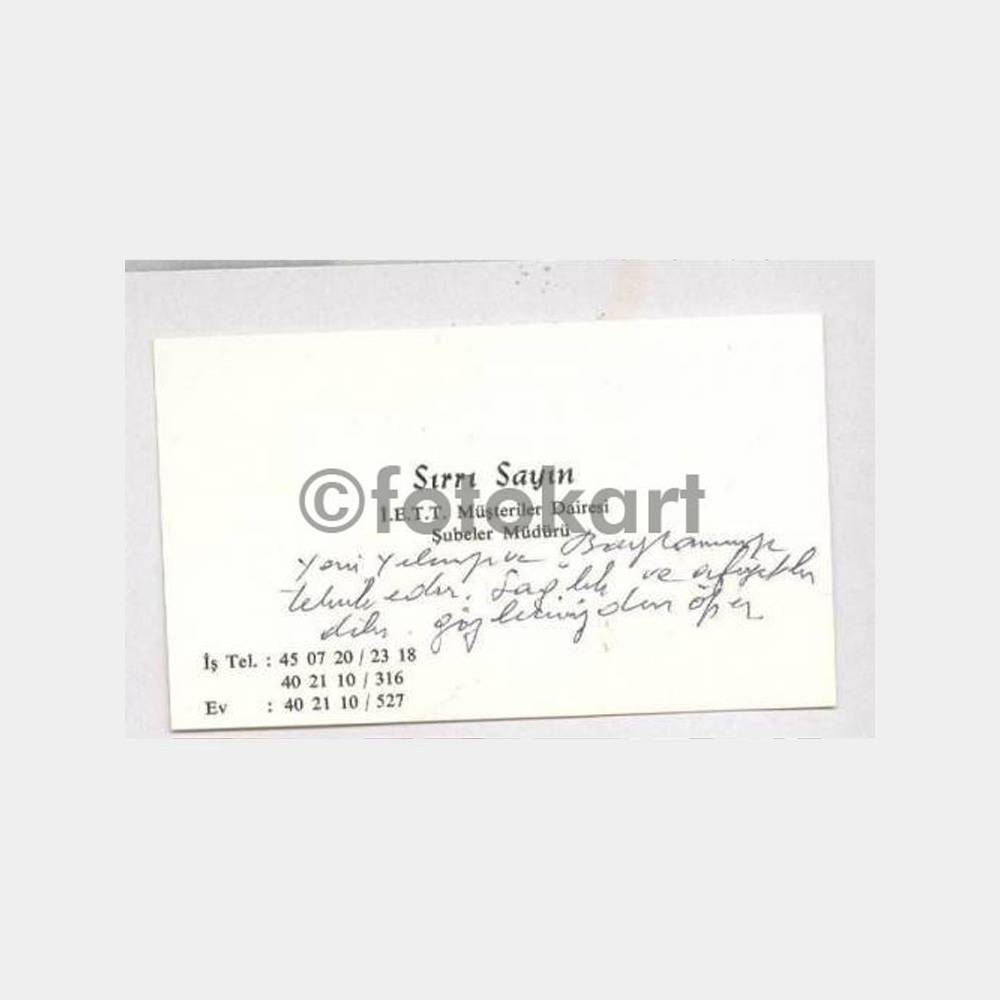 Sırrı Sayın
©fotokart
İ.E.T.T. Müşteriler Dairesi
Şubeler Müdürü
Yeni yılınızı ve Bayramınızı
tebrik eder. Sağlık ve afiyetler
diler. gözlerinizden öper
İş Tel. : 45 07 20 / 23 18
40 21 10 / 316
Ev : 40 21 10 / 527